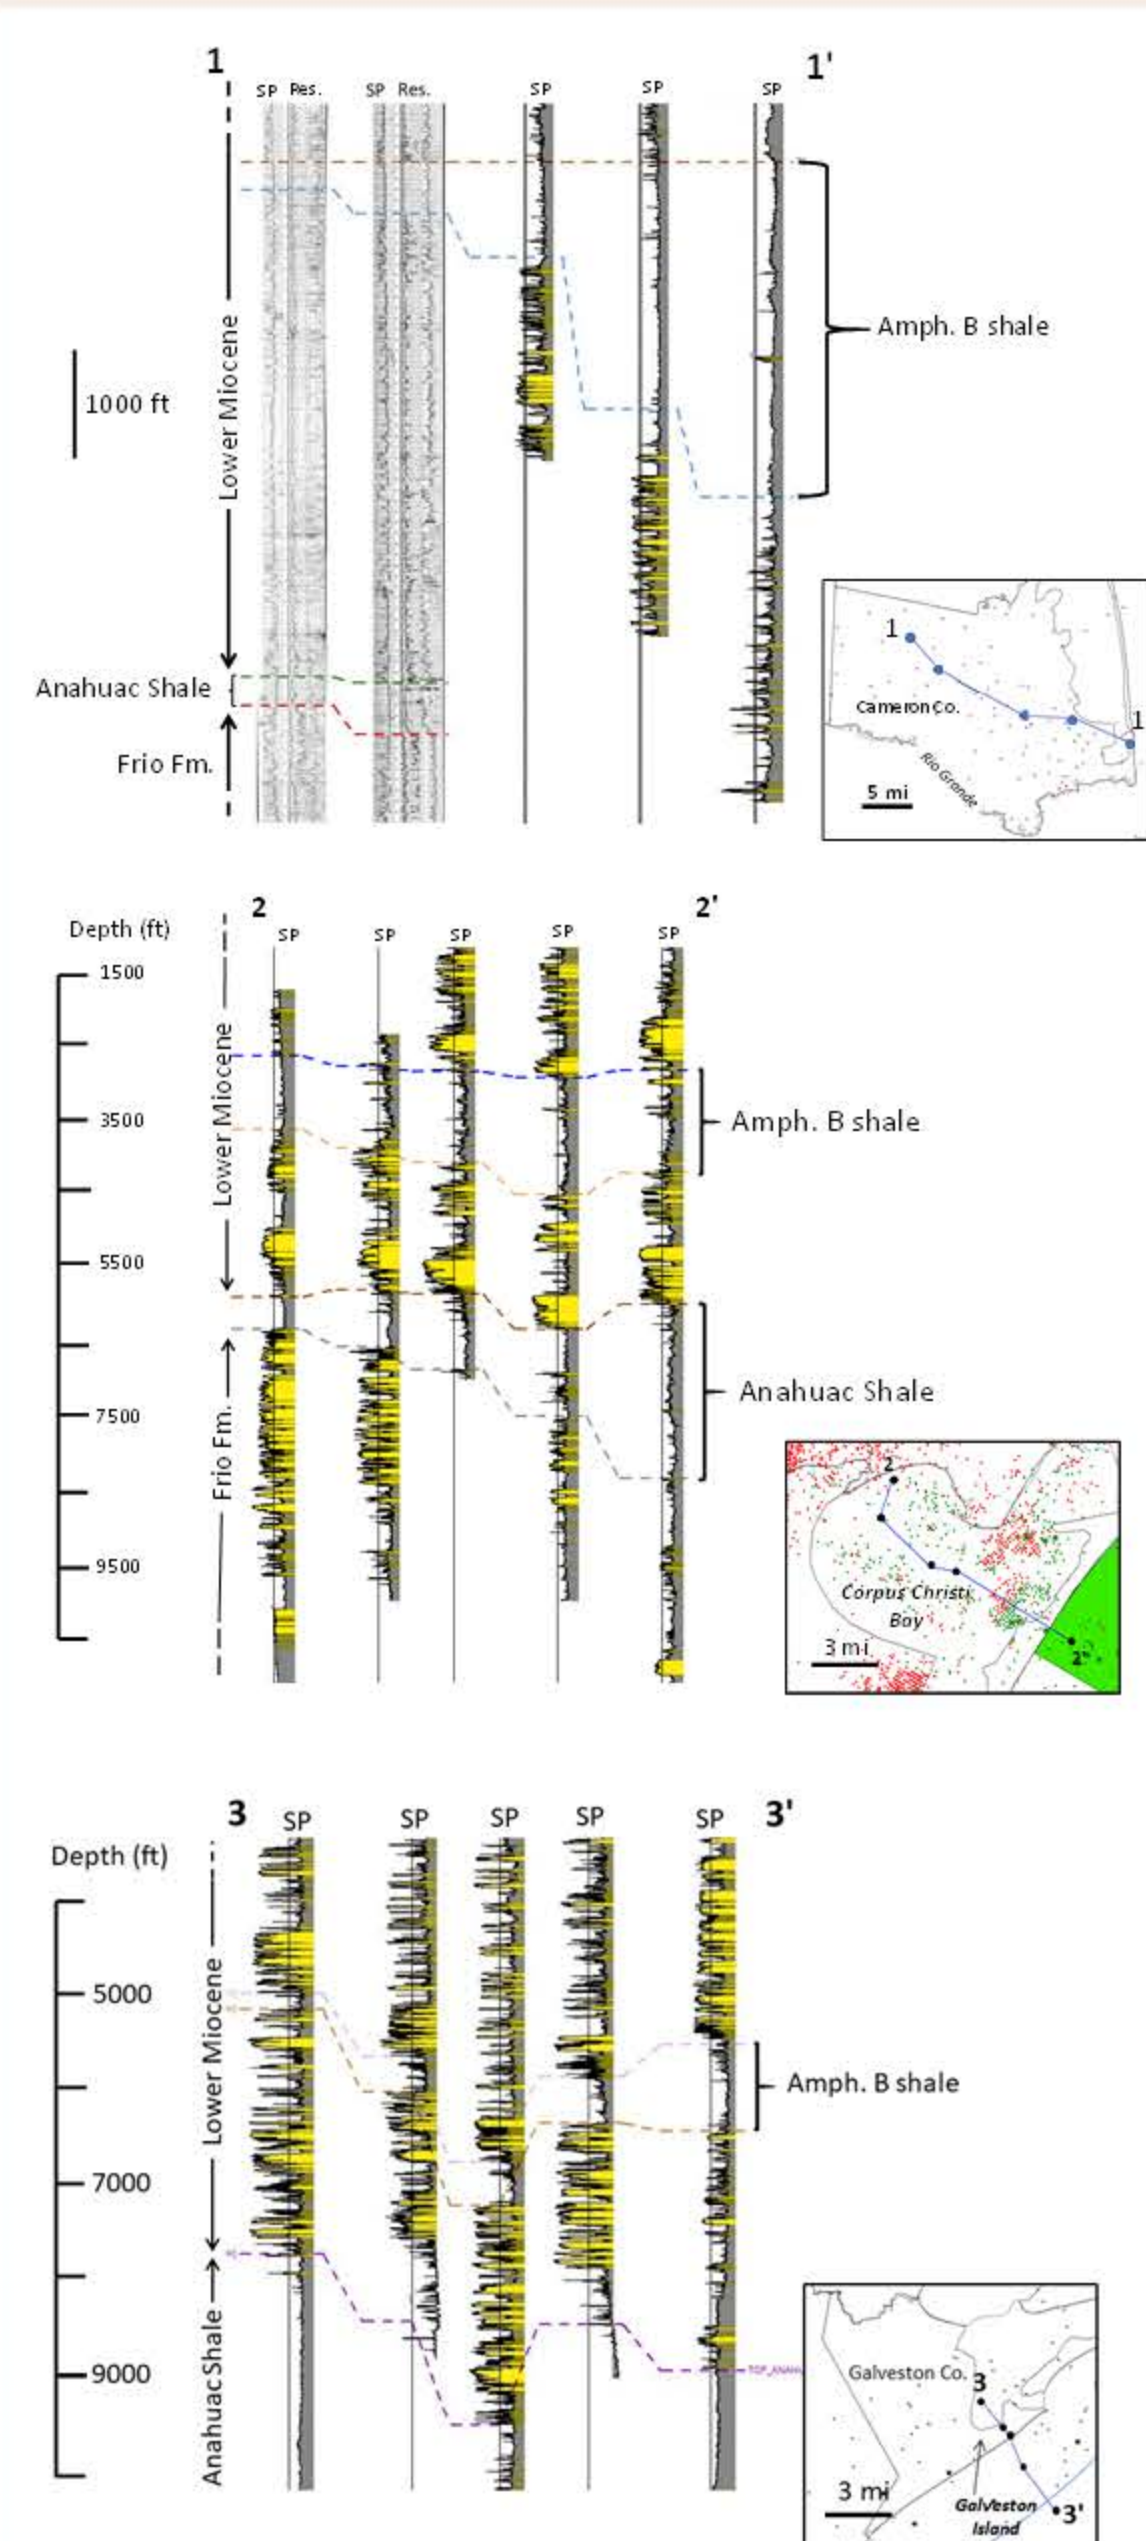 1
1'
SP Res.
SP Res.
SP
SP
SP
Lower Miocene
1000 ft
Amph. B shale
Anahuac Shale
Frio Fm.
1
Cameron Co.
1
Rio Grande
5 mi
2
2'
Depth (ft)
SP
SP
SP
SP
SP
1500
Lower Miocene
3500
Amph. B shale
5500
Anahuac Shale
7500
Frio Fm.
9500
2
Corpus Christi
Bay
3 mi
2'
3
3'
SP
SP
SP
SP
SP
Depth (ft)
5000
Lower Miocene
Amph. B shale
7000
Anahuac Shale
9000
Galveston Co.
3
3 mi
Galveston
Island
3'